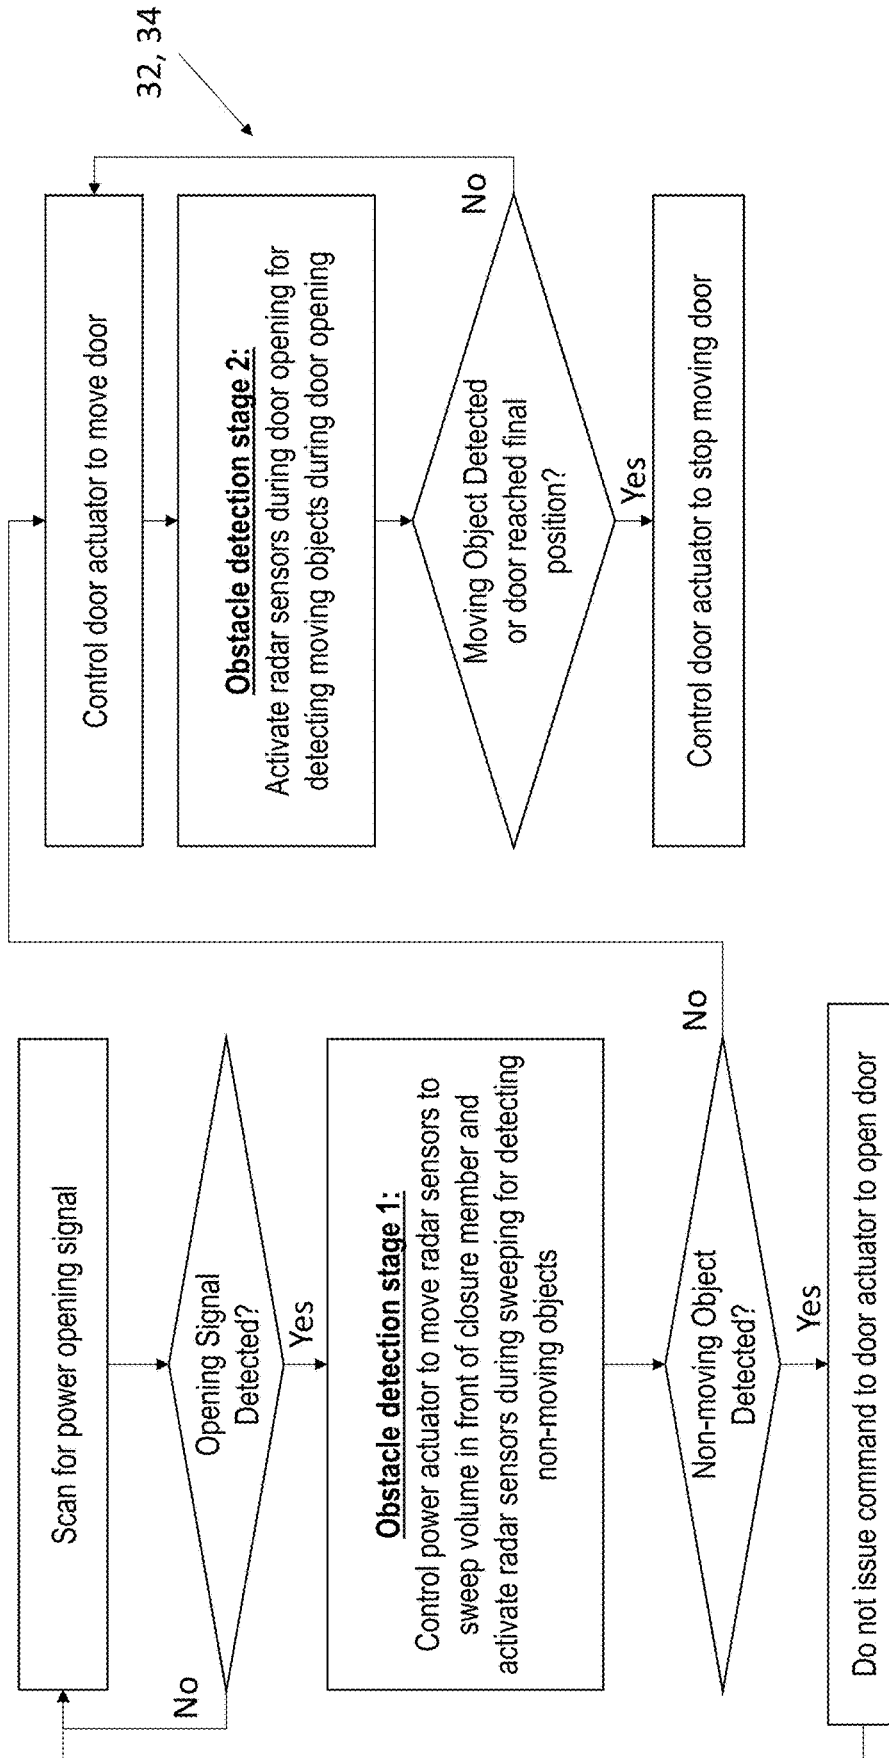 Scan for power opening signal
Opening Signal
Detected?
No
Yes
Obstacle detection stage 1:
Control power actuator to move radar sensors to
sweep volume in front of closure member and
activate radar sensors during sweeping for detecting
non-moving objects
Non-moving Object
Detected?
No
Yes
Do not issue command to door actuator to open door
32, 34
Control door actuator to move door
Obstacle detection stage 2:
Activate radar sensors during door opening for
detecting moving objects during door opening
Moving Object Detected
or door reached final
position?
No
Yes
Control door actuator to stop moving door